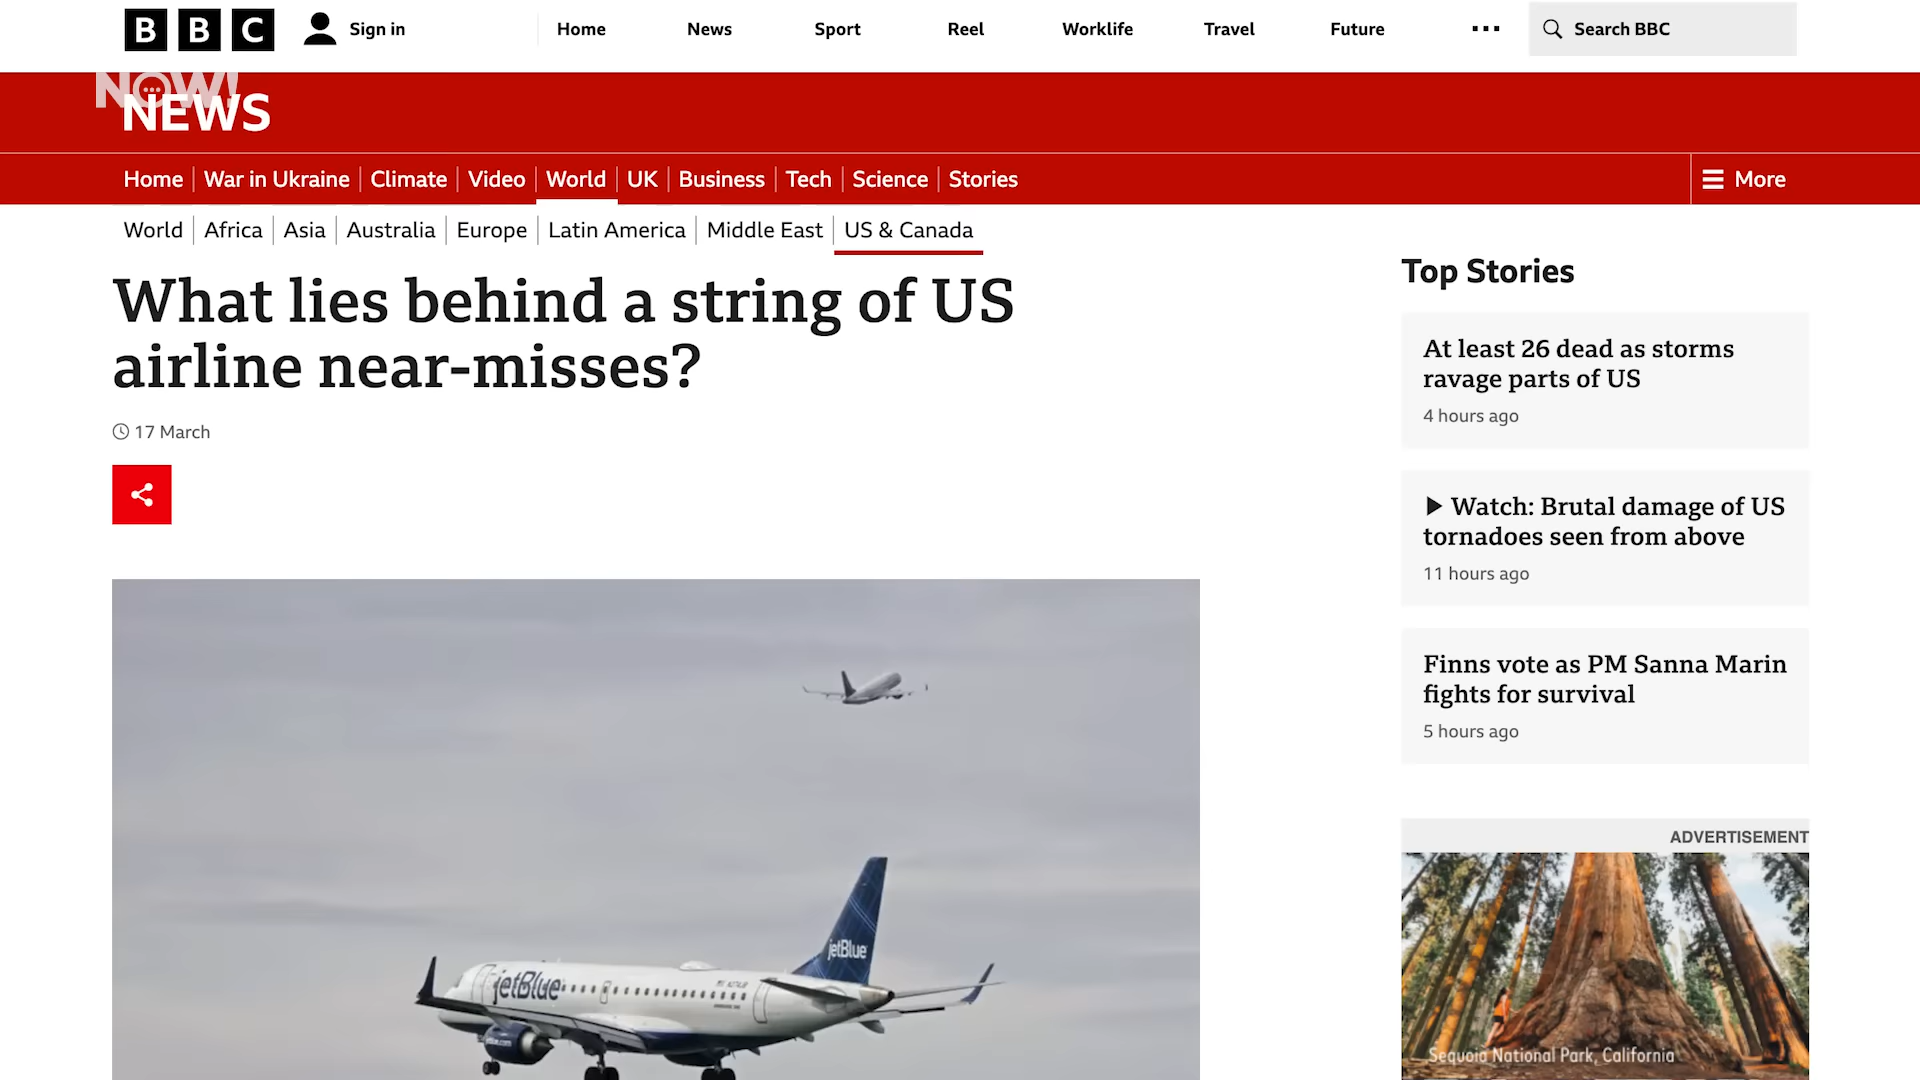 BBC
Sign in
Home
News
Sport
Reel
Worklife
Travel
Future
Search BBC
NOW!
NEWS
Home
War in Ukraine
Climate
Video
World
UK
Business
Tech
Science
Stories
More
World
Africa
Asia
Australia
Europe
Latin America
Middle East
US & Canada
What lies behind a string of US
airline near-misses?
17 March
Top Stories
At least 26 dead as storms
ravage parts of US
4 hours ago
Watch: Brutal damage of US
tornadoes seen from above
11 hours ago
Finns vote as PM Sanna Marin
fights for survival
5 hours ago
ADVERTISEMENT
jetBlue
jetBlue
Sequoia National Park, California